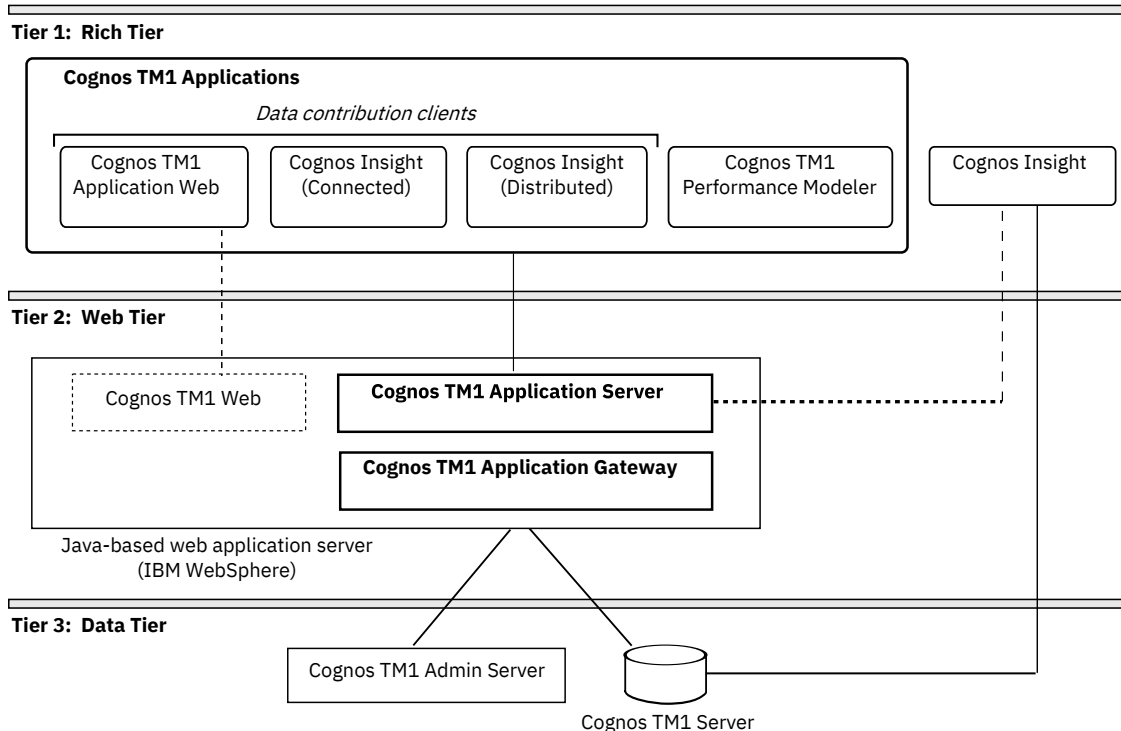 Tier 1: Rich Tier
Cognos TM1 Applications
Data contribution clients
Cognos TM1
Application Web
Cognos Insight
(Connected)
Cognos Insight
(Distributed)
Cognos TM1
Performance Modeler
Cognos Insight
Tier 2: Web Tier
Cognos TM1 Web
Cognos TM1 Application Server
Cognos TM1 Application Gateway
Java-based web application server
(IBM WebSphere)
Tier 3: Data Tier
Cognos TM1 Admin Server
Cognos TM1 Server